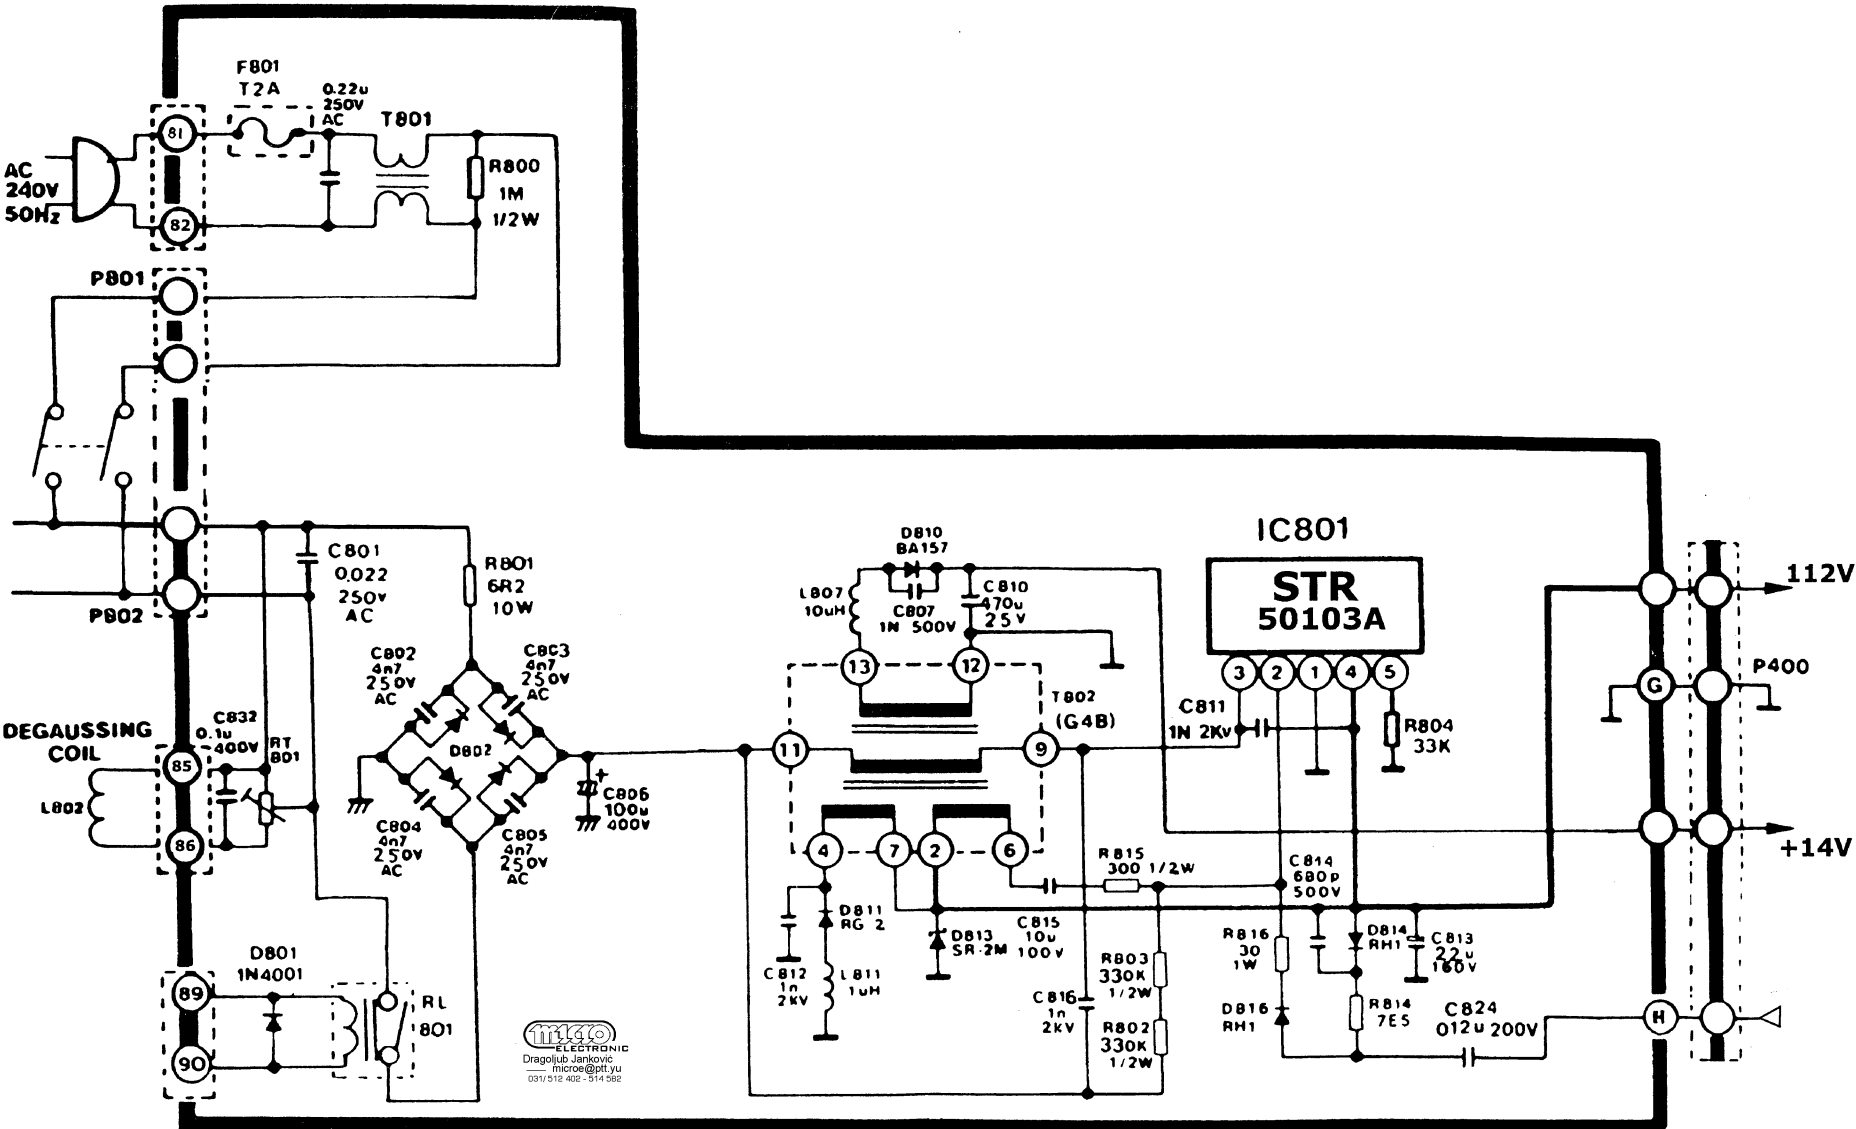 F801
T2A
0.22u
250V
AC
T801
81
AC
240V
50Hz
82
R800
1M
1/2W
P801
P802
C801
0.022
250V
AC
R801
6R2
10W
C802
4n7
250V
AC
C803
4n7
250V
AC
D802
C804
4n7
250V
AC
C805
4n7
250V
AC
+
C806
100u
400V
DEGAUSSING
COIL
C832
0.1u
400V
RT
801
85
L802
86
D801
1N4001
89
90
RL
801
micro
ELECTRONIC
Dragoljub Janković
microe@ptt.yu
031/ 512 402 - 514 582
D810
BA157
L807
10uH
C807
1N 500V
C810
470u
25V
13
12
T802
(G4B)
11
9
4
7
2
6
IC801
STR
50103A
3
2
1
4
5
C811
1N 2Kv
R804
33K
R815
300 1/2W
C814
680p
500V
D811
RG 2
D813
SR-2M
C815
10u
100V
C812
1n
2KV
L811
1uH
R803
330K
1/2W
C816
1n
2KV
R802
330K
1/2W
R816
30
1W
D816
RH1
D814
RH1
C813
22u
160V
R814
7E5
C824
012u 200V
112V
G
P400
+14V
H